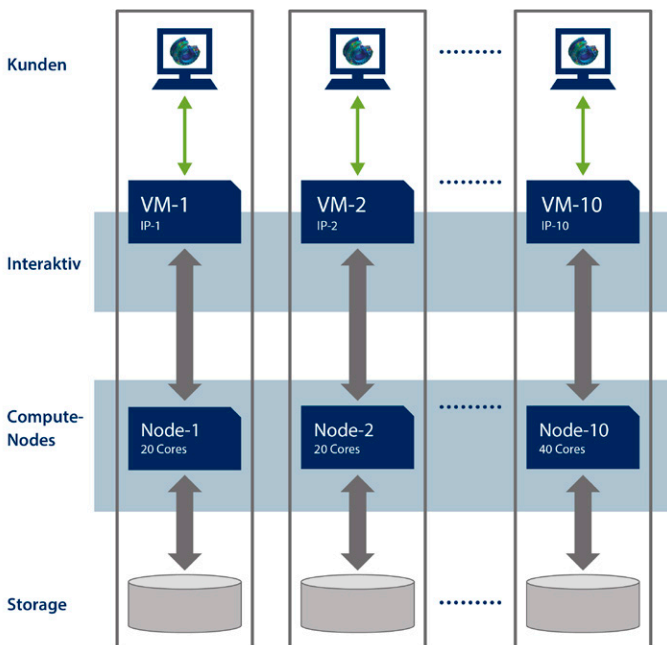 Kunden
VM-1
IP-1
VM-2
IP-2
VM-10
IP-10
Interaktiv
Compute-
Nodes
Node-1
20 Cores
Node-2
20 Cores
Node-10
40 Cores
Storage